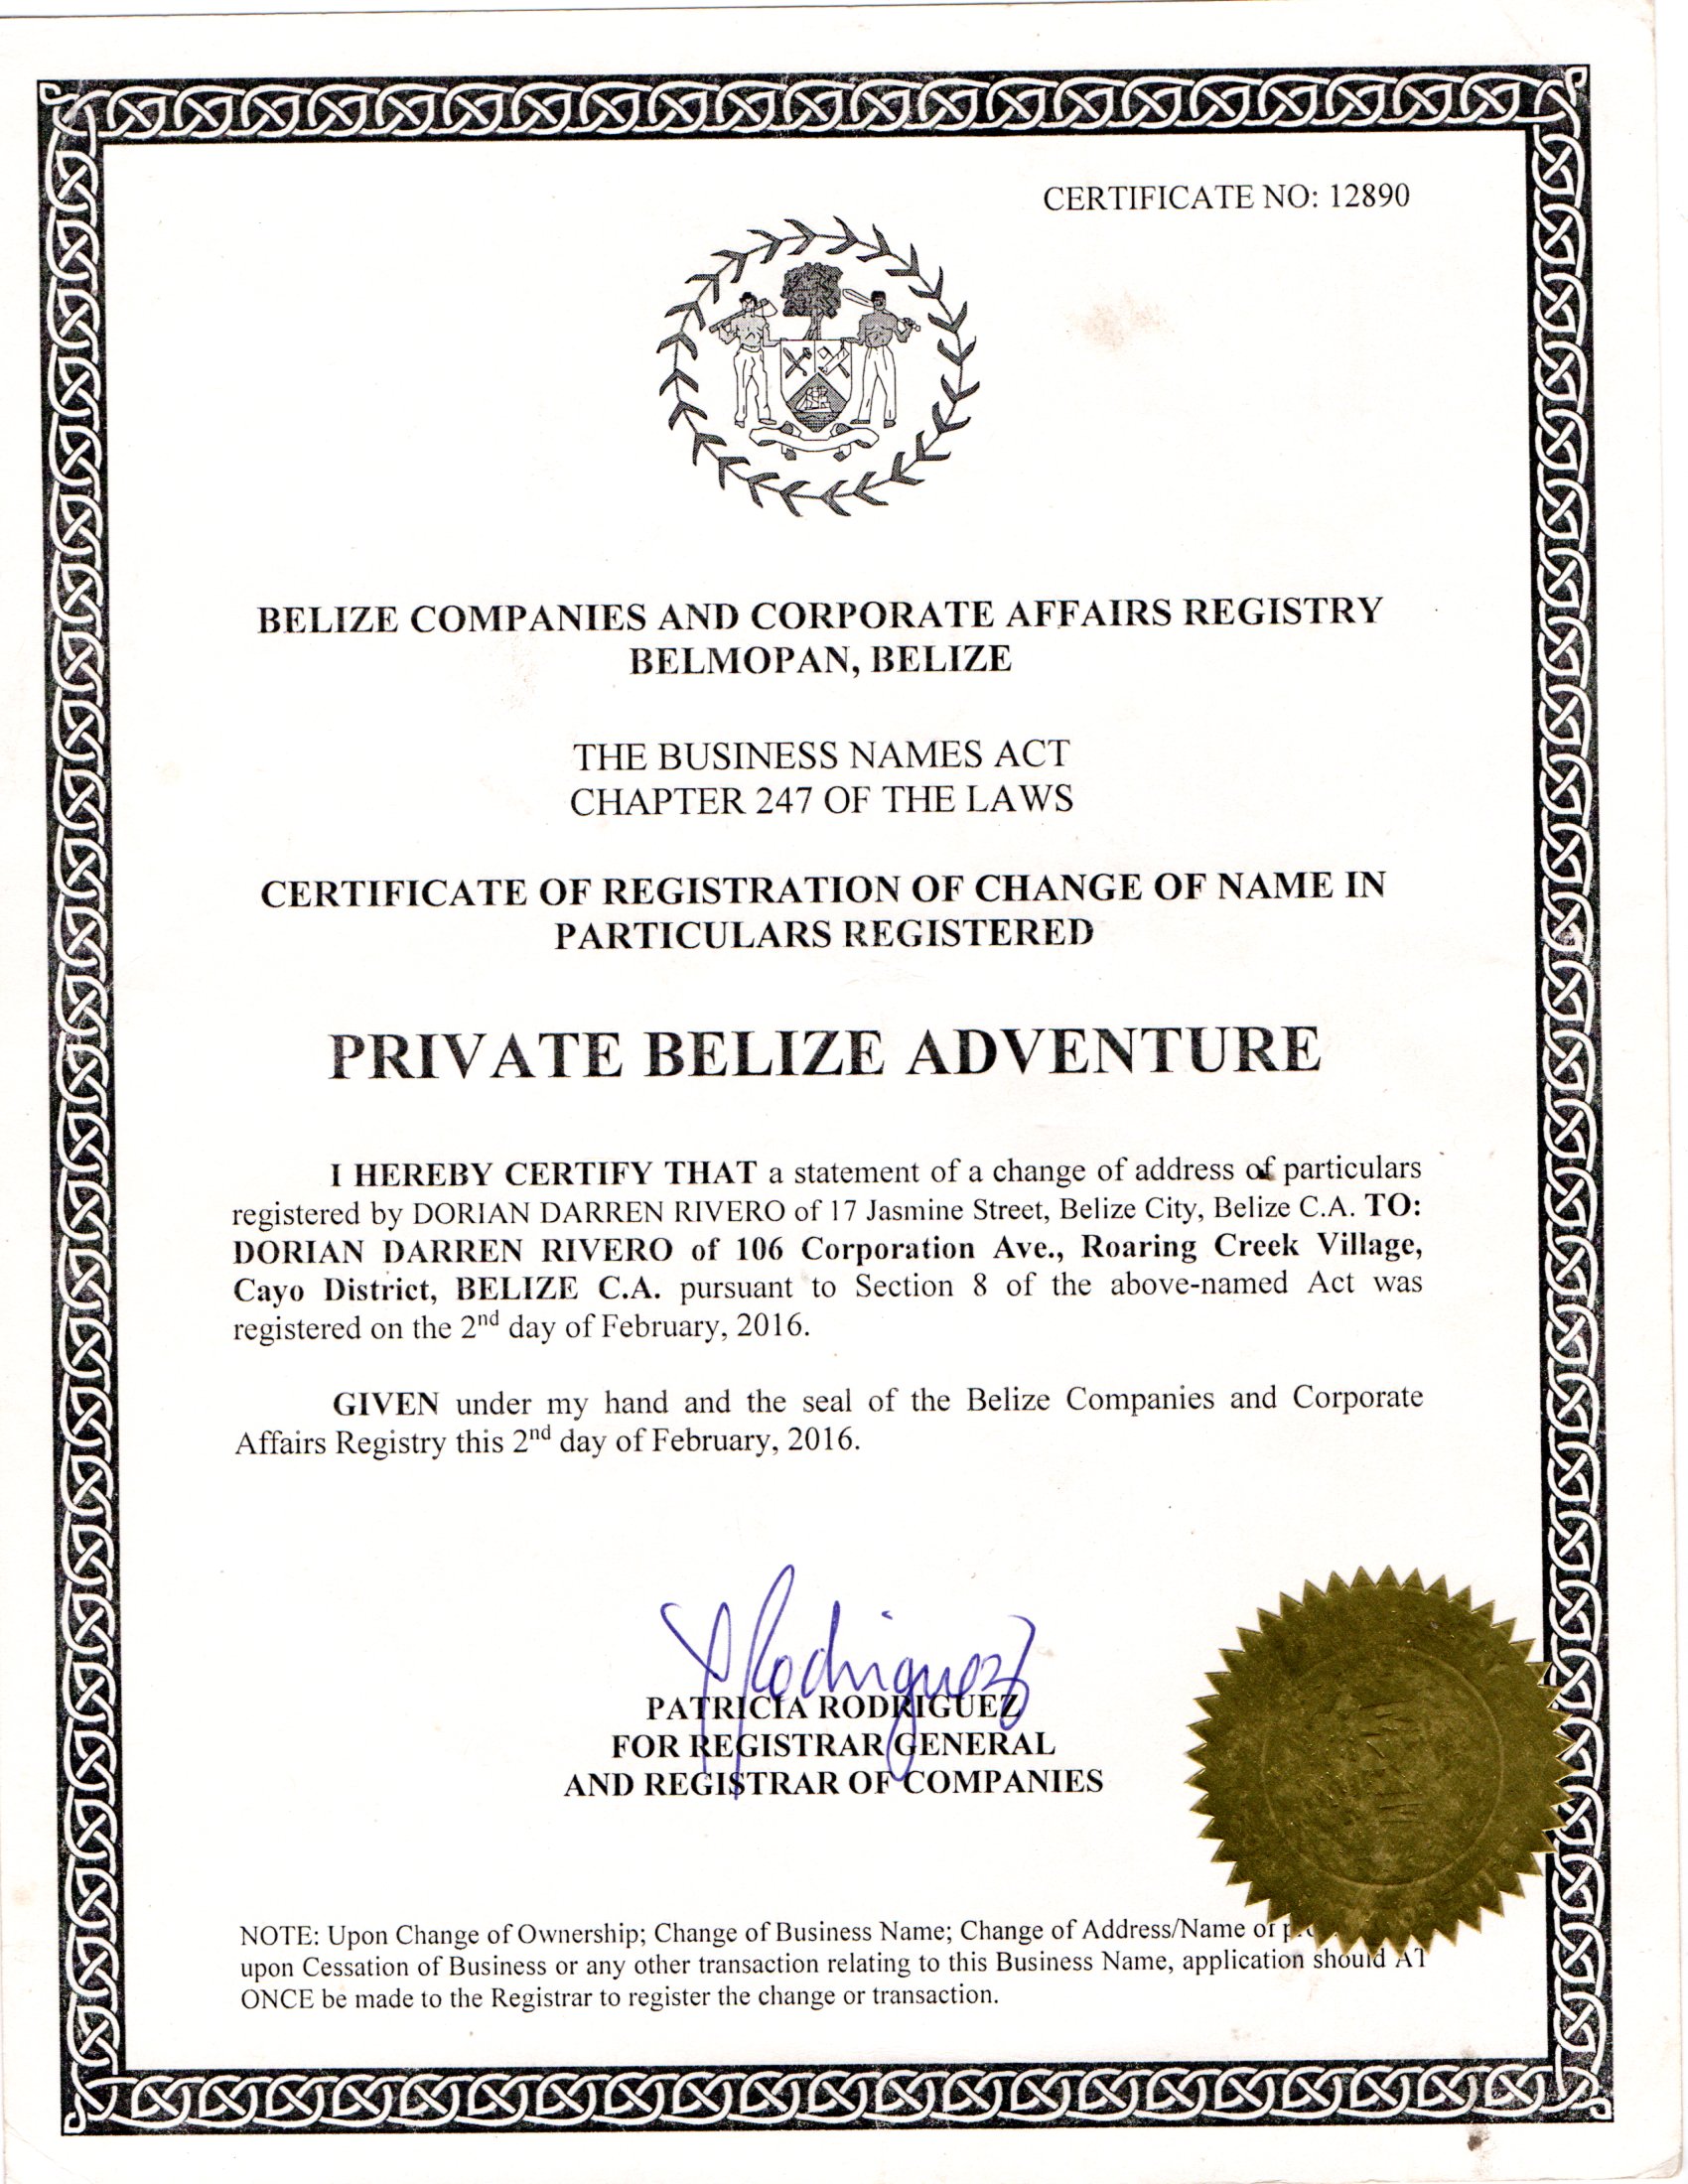 CERTIFICATE NO: 12890
BELIZE COMPANIES AND CORPORATE AFFAIRS REGISTRY
BELMOPAN, BELIZE
THE BUSINESS NAMES ACT
CHAPTER 247 OF THE LAWS
CERTIFICATE OF REGISTRATION OF CHANGE OF NAME IN
PARTICULARS REGISTERED
PRIVATE BELIZE ADVENTURE
I HEREBY CERTIFY THAT a statement of a change of address of particulars
registered by DORIAN DARREN RIVERO of 17 Jasmine Street, Belize City, Belize C.A. TO:
DORIAN DARREN RIVERO of 106 Corporation Ave., Roaring Creek Village,
Cayo District, BELIZE C.A. pursuant to Section 8 of the above-named Act was
registered on the 2nd day of February, 2016.
GIVEN under my hand and the seal of the Belize Companies and Corporate
Affairs Registry this 2nd day of February, 2016.
P Rodriguez
PATRICIA RODRIGUEZ
FOR REGISTRAR GENERAL
AND REGISTRAR OF COMPANIES
NOTE: Upon Change of Ownership; Change of Business Name; Change of Address/Name or
upon Cessation of Business or any other transaction relating to this Business Name, application should AT
ONCE be made to the Registrar to register the change or transaction.